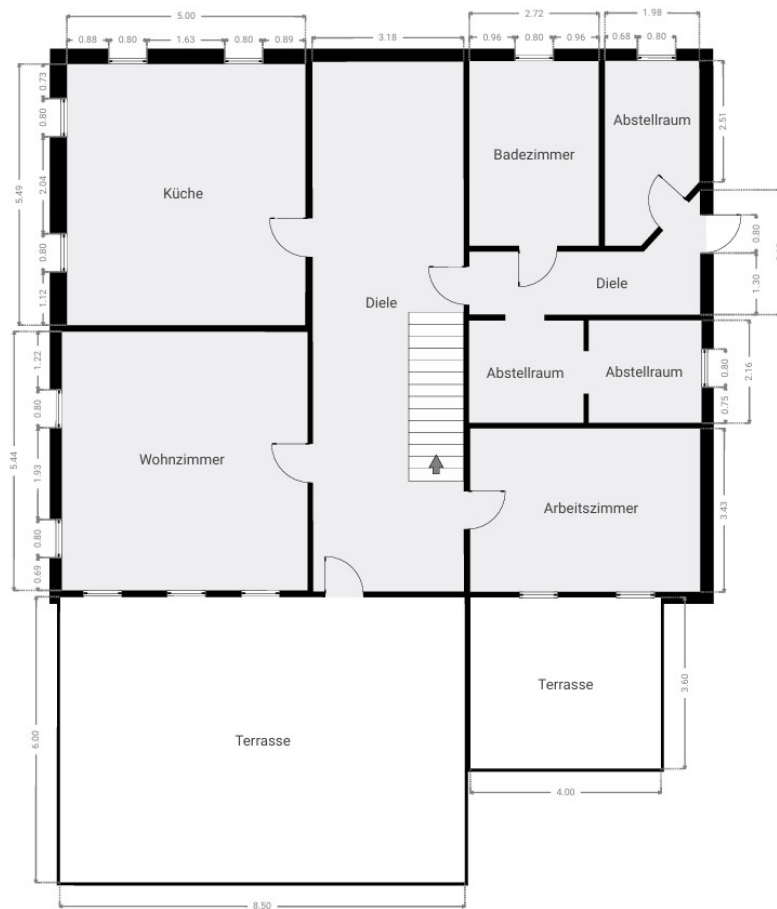 5.00
2.72
1.98
0.88 0.80 1.63 0.80 0.89
3.18
0.96 0.80 0.96
0.68 0.80
0.73
0.80
2.04
0.80
1.12
5.49
Küche
Diele
Badezimmer
Abstellraum
2.51
0.80
1.30
Diele
Abstellraum
Abstellraum
0.80
0.75
2.16
1.22
0.80
1.93
0.80
0.69
5.44
Wohnzimmer
Arbeitszimmer
3.43
Terrasse
6.00
8.50
Terrasse
3.60
4.00